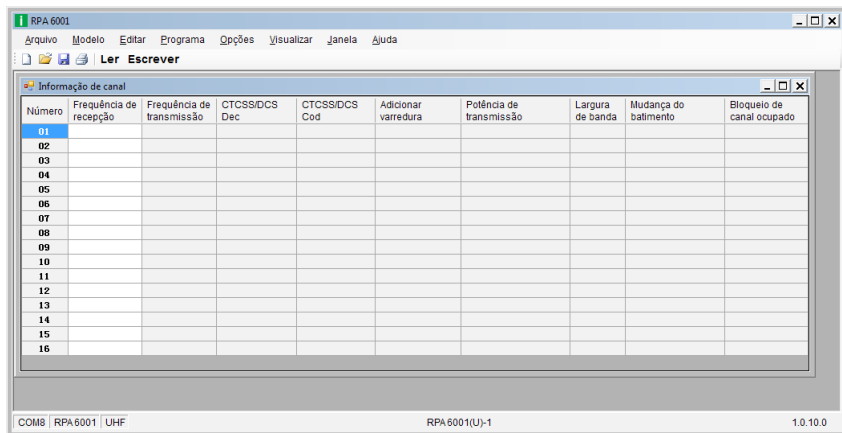 RPA 6001
Arquivo Modelo Editar Programa Opções Visualizar Janela Ajuda
Ler Escrever
Informação de canal
Número Frequência de recepção Frequência de transmissão CTCSS/DCS Dec CTCSS/DCS Cod Adicionar varredura Potência de transmissão Largura de banda Mudança do batimento Bloqueio de canal ocupado
01
02
03
04
05
06
07
08
09
10
11
12
13
14
15
16
COM8 RPA6001 UHF RPA6001(U)-1 1.0.10.0